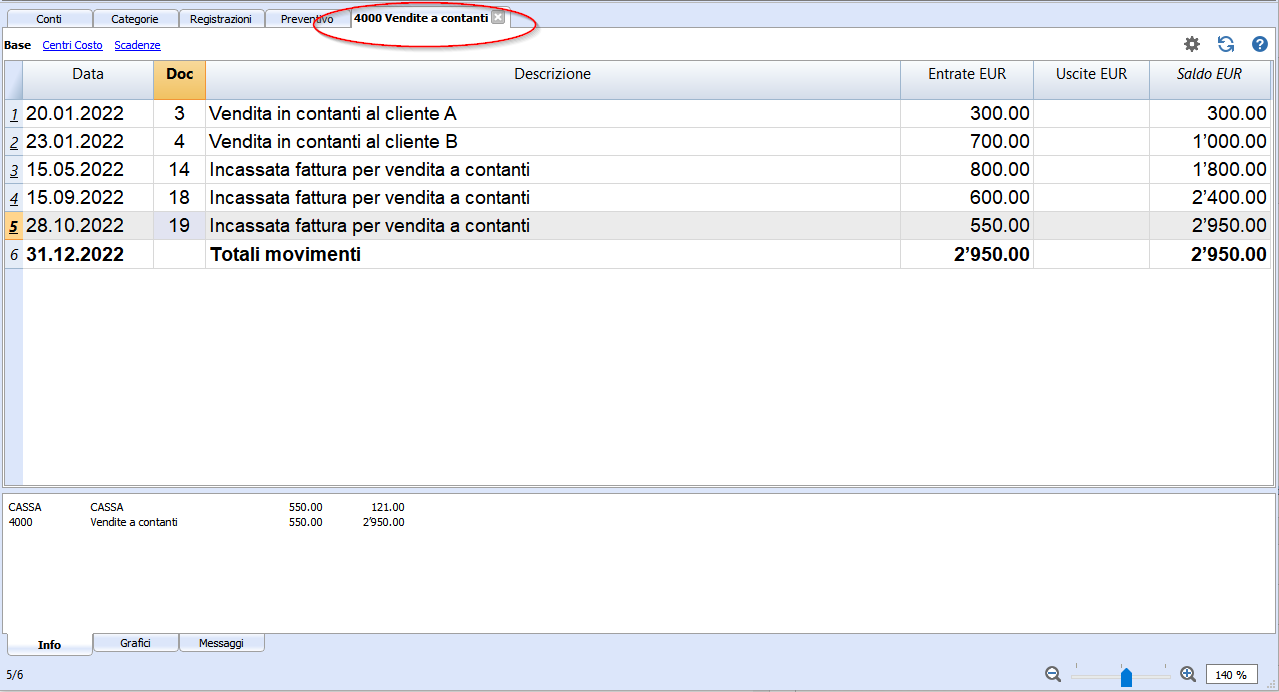 Conti Categorie Registrazioni Preventivo 4000 Vendite a contanti
Base Centri Costo Scadenze
Data Doc Descrizione Entrate EUR Uscite EUR Saldo EUR
1 20.01.2022 3 Vendita in contanti al cliente A 300.00 300.00
2 23.01.2022 4 Vendita in contanti al cliente B 700.00 1’000.00
3 15.05.2022 14 Incassata fattura per vendita a contanti 800.00 1’800.00
4 15.09.2022 18 Incassata fattura per vendita a contanti 600.00 2’400.00
5 28.10.2022 19 Incassata fattura per vendita a contanti 550.00 2’950.00
6 31.12.2022 Totali movimenti 2’950.00 2’950.00
CASSA CASSA 550.00 121.00
4000 Vendite a contanti 550.00 2’950.00
Info Grafici Messaggi
5/6 140 %